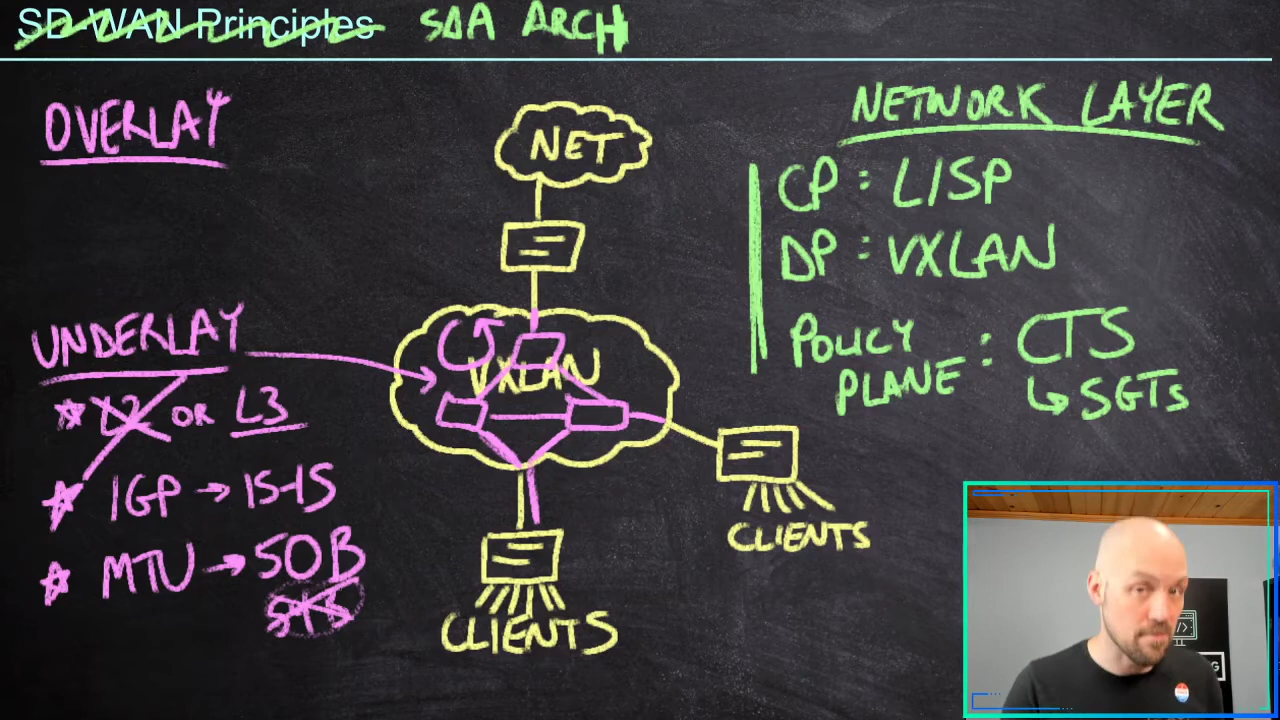 SD-WAN Principles SDA ARCH
OVERLAY
UNDERLAY
L2 OR L3
IGP → IS-IS
MTU → 50B
NET
VXLAN
CLIENTS
CLIENTS
NETWORK LAYER
CP : LISP
DP : VXLAN
POLICY
PLANE : CTS
↳ SGTs